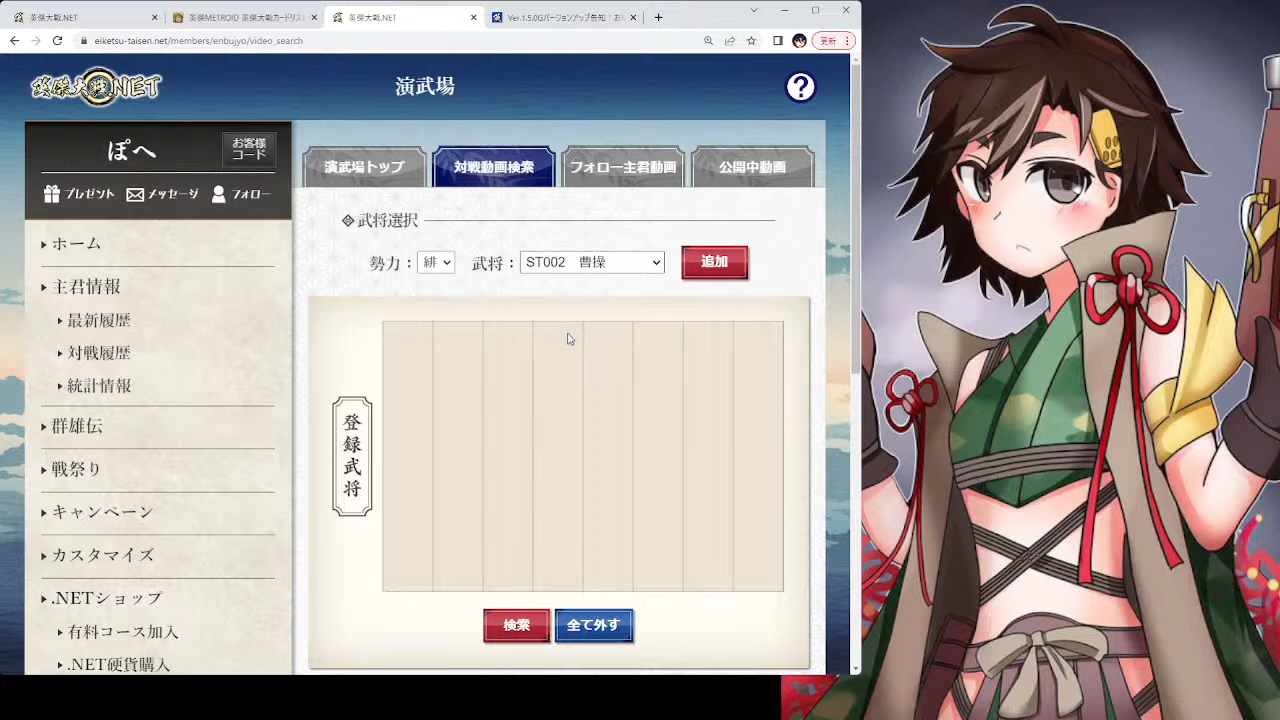 英傑大戦.NET
英傑METROID 英傑大戦カードリス
英傑大戦.NET
Ver.1.5.0Gバージョンアップ告知 | お知
eiketsu-taisen.net/members/enbujyo/video_search
更新
英傑大戦.NET
演武場
?
ぽへ
お客様
コード
プレゼント
メッセージ
フォロー
ホーム
主君情報
最新履歴
対戦履歴
統計情報
群雄伝
戦祭り
キャンペーン
カスタマイズ
.NETショップ
有料コース加入
.NET硬貨購入
演武場トップ
対戦動画検索
フォロー主君動画
公開中動画
武将選択
勢力：
緋
武将：
ST002 曹操
追加
登録武将
検索
全て外す